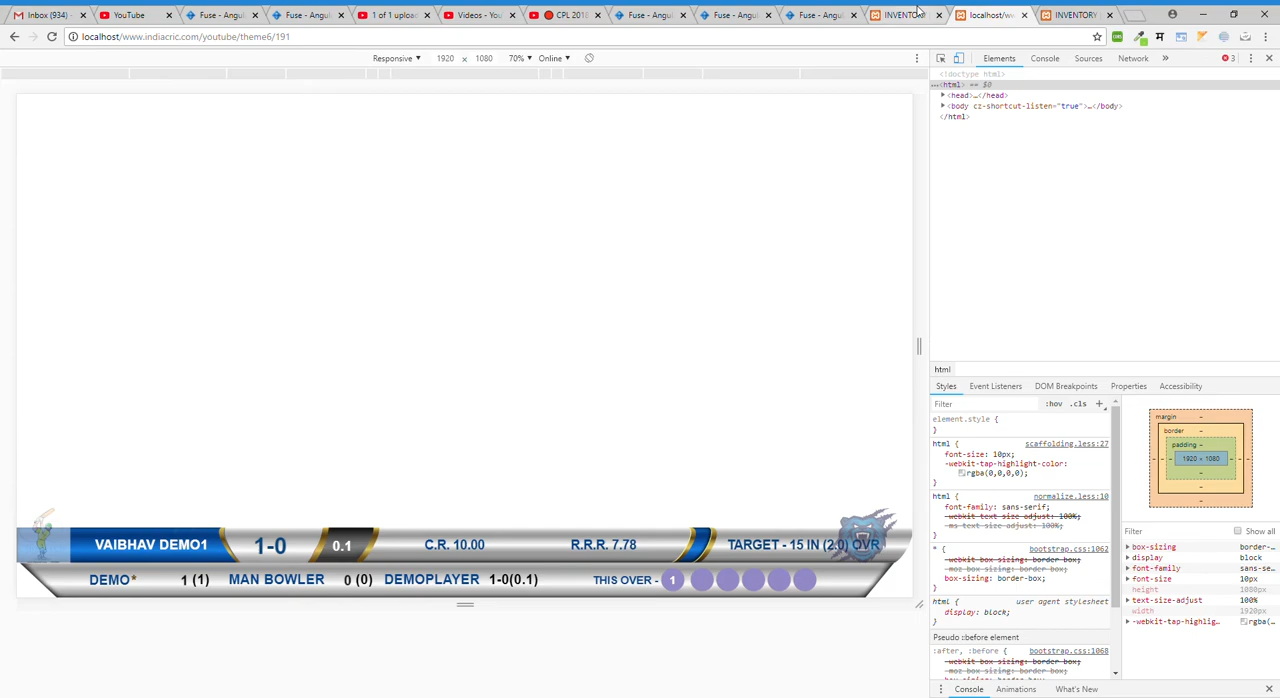 Inbox (934) YouTube Fuse - Angul Fuse - Angul 1 of 1 upload Videos - You CPL 2018 Fuse - Angul Fuse - Angul Fuse - Angul INVENTORY localhost/ww INVENTORY
localhost/www.indiacric.org/youtube/theme6/191
Responsive 1920 × 1080 70% Online
Elements Console Sources Network » 3
<!doctype html>
…<html> == $0
<head>…</head>
<body cz-shortcut-listen="true">…</body>
</html>
html
Styles Event Listeners DOM Breakpoints Properties Accessibility
Filter :hov .cls +
element.style {
}
html { scaffolding.less:27
font-size: 10px;
-webkit-tap-highlight-color:
rgba(0,0,0,0);
}
html { normalize.less:10
font-family: sans-serif;
-webkit-text-size-adjust: 100%;
-ms-text-size-adjust: 100%;
}
* { bootstrap.css:1062
-webkit-box-sizing: border-box;
-moz-box-sizing: border-box;
box-sizing: border-box;
}
html { user agent stylesheet
display: block;
}
Pseudo ::before element
:after, :before { bootstrap.css:1068
-webkit-box-sizing: border-box;
-moz-box-sizing: border-box;
margin -
border -
padding -
1920 × 1080
Filter Show all
box-sizing border-…
display block
font-family sans-se…
font-size 10px
height 1080px
text-size-adjust 100%
width 1920px
-webkit-tap-highlig… rgba(…
VAIBHAV DEMO1 1-0 0.1 C.R. 10.00 R.R.R. 7.78 TARGET - 15 IN (2.0) OVR
DEMO* 1 (1) MAN BOWLER 0 (0) DEMOPLAYER 1-0(0.1) THIS OVER - 1
Console Animations What's New